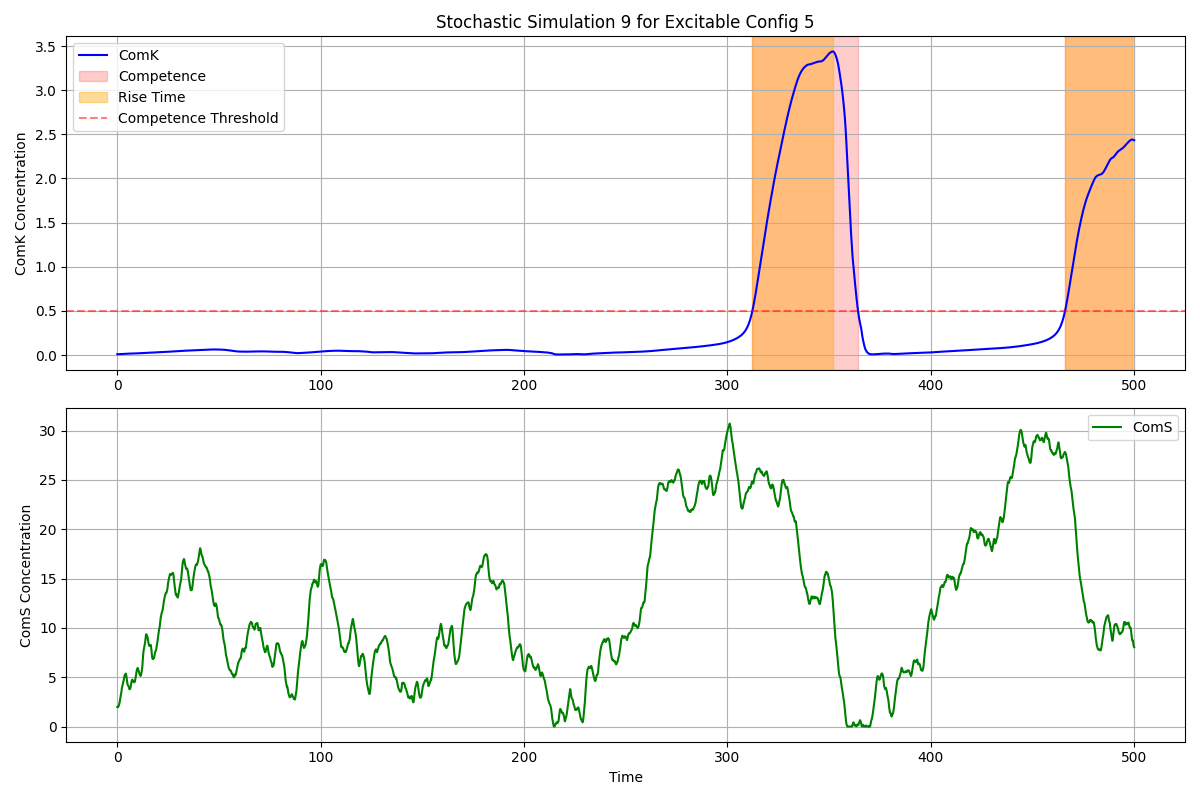 Stochastic Simulation 9 for Excitable Config 5
ComK
Competence
Rise Time
Competence Threshold
ComK Concentration
3.5
3.0
2.5
2.0
1.5
1.0
0.5
0.0
0 100 200 300 400 500
ComS
ComS Concentration
30
25
20
15
10
5
0
0 100 200 300 400 500
Time